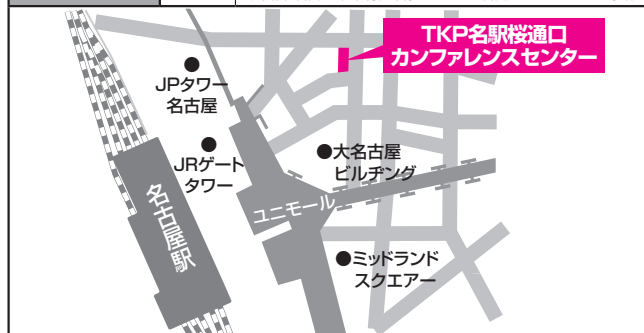 TKP名駅桜通口
カンファレンスセンター
JPタワー
名古屋
JRゲート
タワー
大名古屋
ビルヂング
ユニモール
名古屋駅
ミッドランド
スクエアー